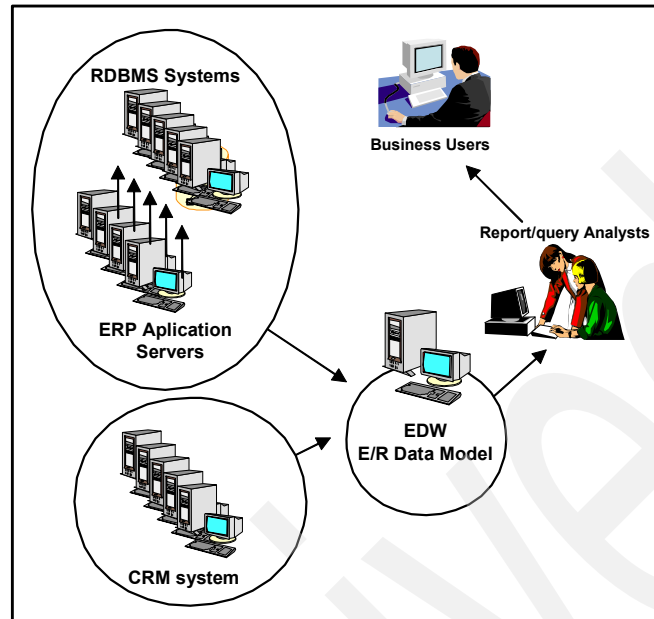 RDBMS Systems
Business Users
Report/query Analysts
ERP Aplication
Servers
EDW
E/R Data Model
CRM system